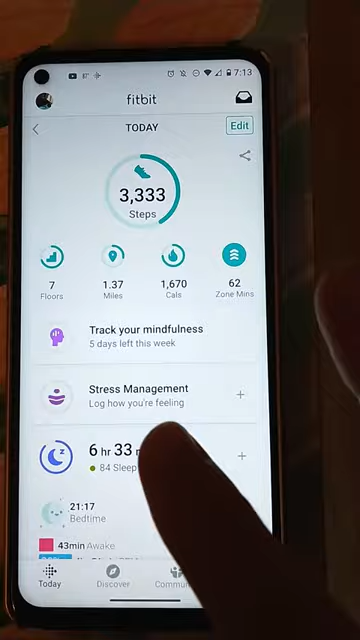 7:13
fitbit
TODAY
Edit
3,333
Steps
7
Floors
1.37
Miles
1,670
Cals
62
Zone Mins
Track your mindfulness
5 days left this week
Stress Management
Log how you're feeling
+
6 hr 33
84 Sleep
+
21:17
Bedtime
43min Awake
Today
Discover
Commun